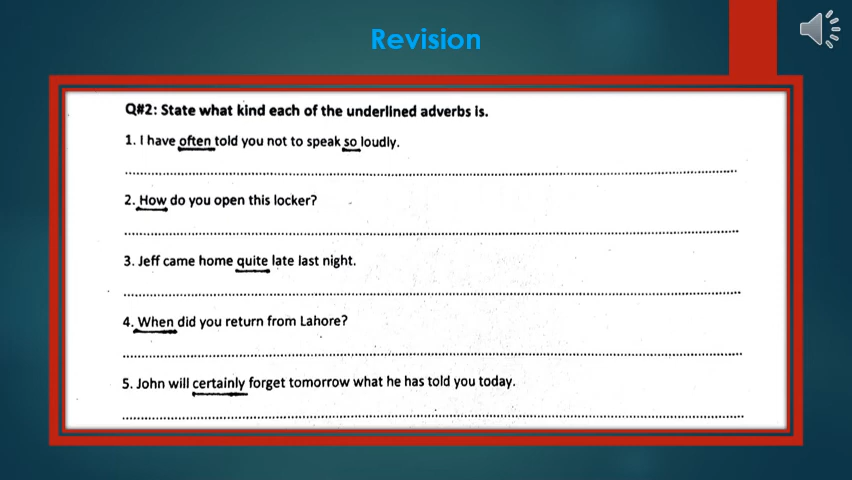 Revision
Q#2: State what kind each of the underlined adverbs is.
1. I have often told you not to speak so loudly.
2. How do you open this locker?
3. Jeff came home quite late last night.
4. When did you return from Lahore?
5. John will certainly forget tomorrow what he has told you today.